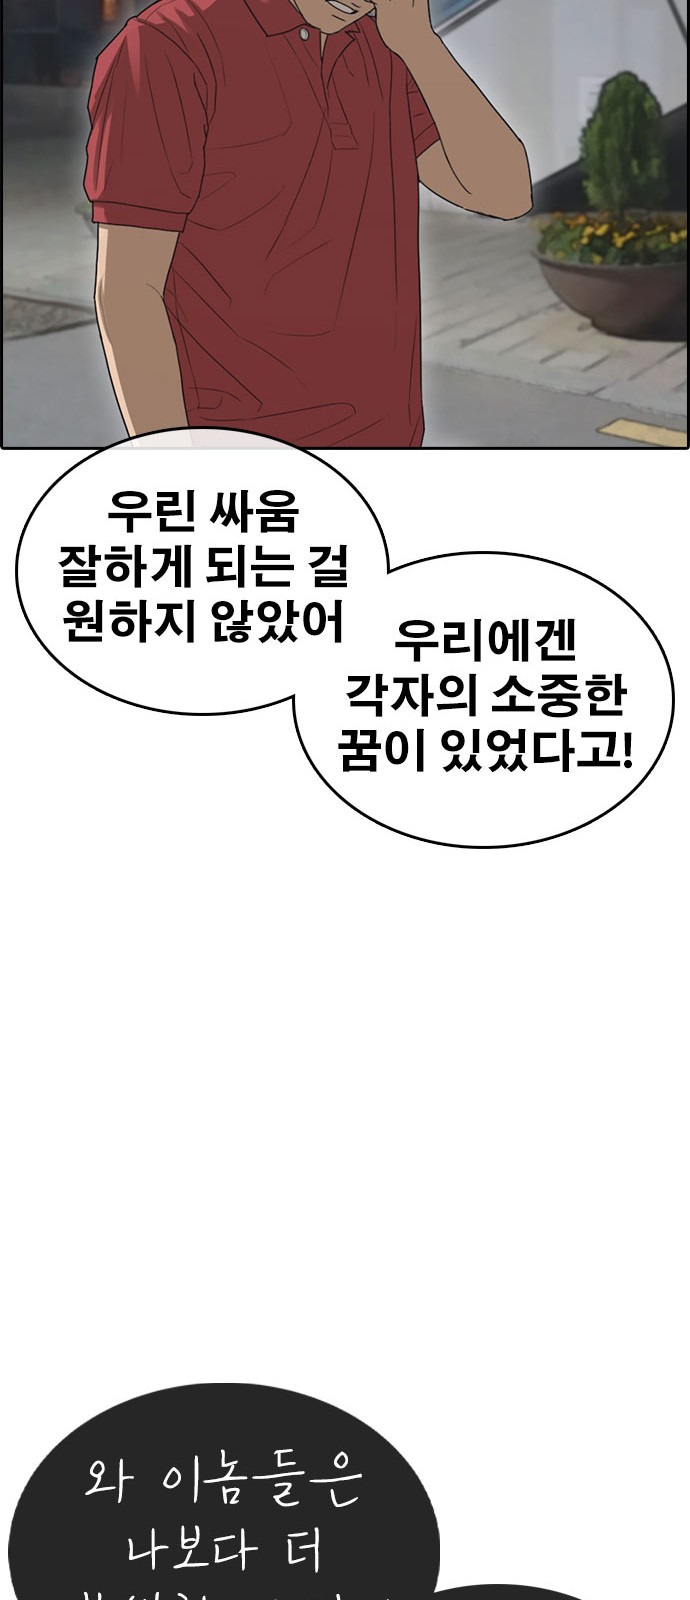 우린 싸움
잘하게 되는 걸
원하지 않았어
우리에겐
각자의 소중한
꿈이 있었다고!
와 이놈들은
나보다 더